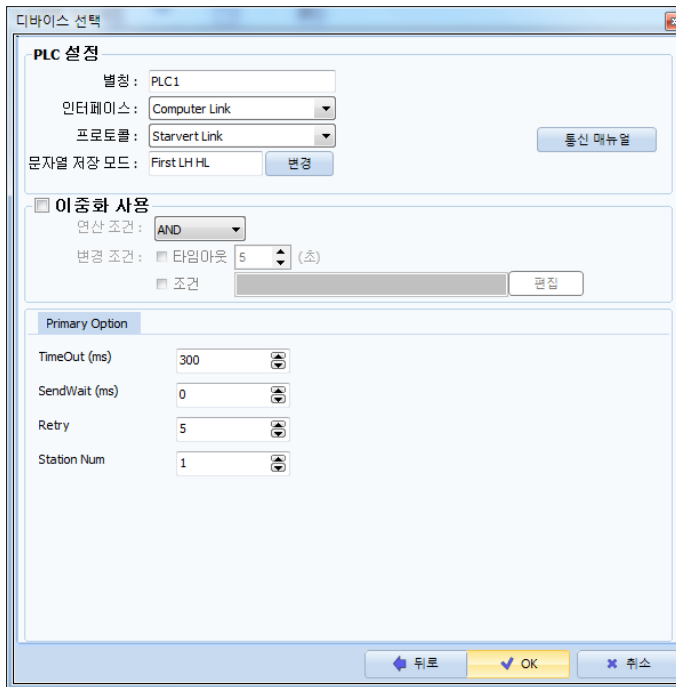 디바이스 선택
PLC 설정
별칭 : PLC1
인터페이스 : Computer Link
프로토콜 : Starvert Link 통신 매뉴얼
문자열 저장 모드 : First LH HL 변경
이중화 사용
연산 조건 : AND
변경 조건 : 타임아웃 5 (초)
조건 편집
Primary Option
TimeOut (ms) 300
SendWait (ms) 0
Retry 5
Station Num 1
뒤로 OK 취소